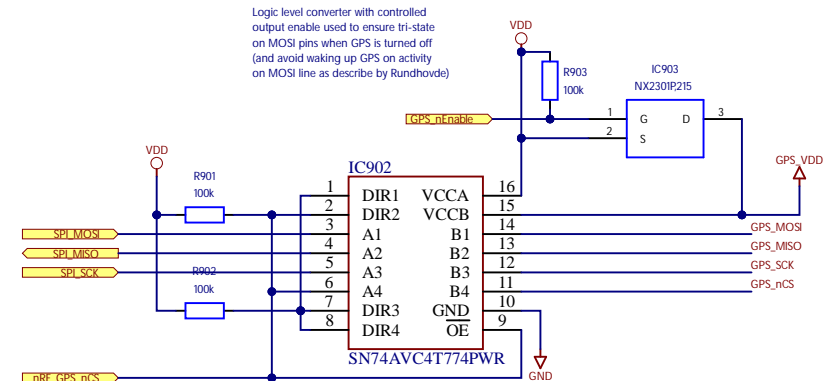 Logic level converter with controlled
output enable used to ensure tri-state
on MOSI pins when GPS is turned off
(and avoid waking up GPS on activity
on MOSI line as describe by Rundhovde)
VDD
R903
100k
IC903
NX2301P,215
GPS_nEnable
1 G D 3
2 S
VDD
R901
100k
IC902
GPS_VDD
1 DIR1 VCCA 16
2 DIR2 VCCB 15
SPI_MOSI 3 A1 B1 14 GPS_MOSI
SPI_MISO 4 A2 B2 13 GPS_MISO
SPI_SCK 5 A3 B3 12 GPS_SCK
R902
100k
6 A4 B4 11 GPS_nCS
7 DIR3 GND 10
8 DIR4 OE 9
SN74AVC4T774PWR
nRF_GPS_nCS
GND